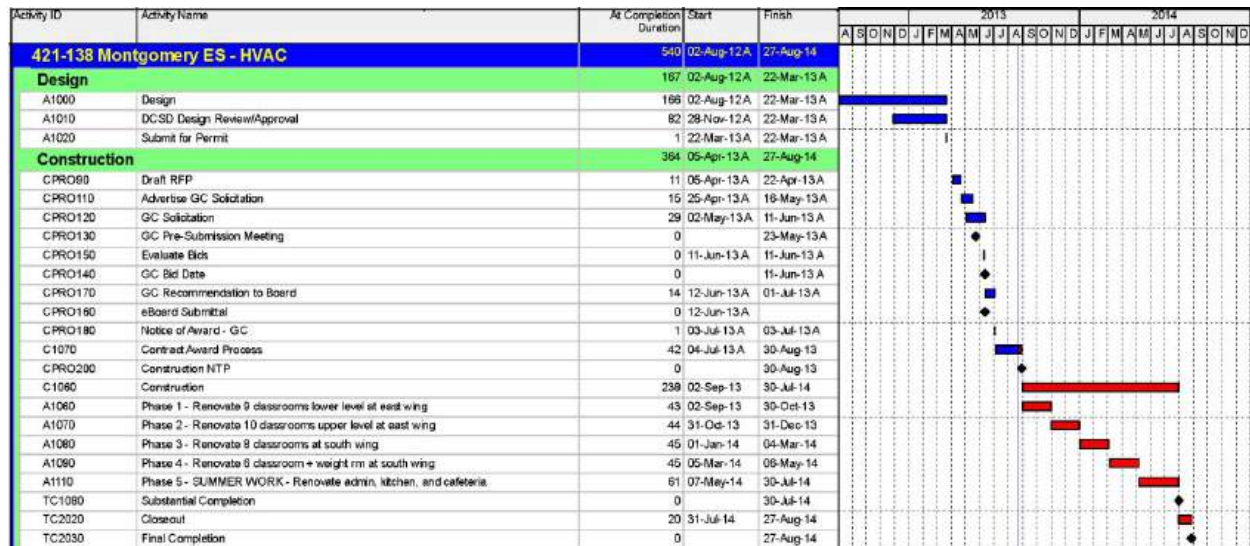 Activity ID Activity Name At Completion Duration Start Finish 2013 2014
A S O N D J F M A M J J A S O N D J F M A M J J A S O N D
421-138 Montgomery ES - HVAC 540 02-Aug-12 A 27-Aug-14
Design 167 02-Aug-12 A 22-Mar-13 A
A1000 Design 166 02-Aug-12 A 22-Mar-13 A
A1010 DCSD Design Review/Approval 82 28-Nov-12 A 22-Mar-13 A
A1020 Submit for Permit 1 22-Mar-13 A 22-Mar-13 A
Construction 364 05-Apr-13 A 27-Aug-14
CPRO90 Draft RFP 11 05-Apr-13 A 22-Apr-13 A
CPRO110 Advertise GC Solicitation 15 25-Apr-13 A 16-May-13 A
CPRO120 GC Solicitation 29 02-May-13 A 11-Jun-13 A
CPRO130 GC Pre-Submission Meeting 0 23-May-13 A
CPRO150 Evaluate Bids 0 11-Jun-13 A 11-Jun-13 A
CPRO140 GC Bid Date 0 11-Jun-13 A
CPRO170 GC Recommendation to Board 14 12-Jun-13 A 01-Jul-13 A
CPRO160 eBoard Submittal 0 12-Jun-13 A
CPRO180 Notice of Award - GC 1 03-Jul-13 A 03-Jul-13 A
C1070 Contract Award Process 42 04-Jul-13 A 30-Aug-13
CPRO200 Construction NTP 0 30-Aug-13
C1060 Construction 238 02-Sep-13 30-Jul-14
A1060 Phase 1 - Renovate 9 classrooms lower level at east wing 43 02-Sep-13 30-Oct-13
A1070 Phase 2 - Renovate 10 classrooms upper level at east wing 44 31-Oct-13 31-Dec-13
A1080 Phase 3 - Renovate 8 classrooms at south wing 45 01-Jan-14 04-Mar-14
A1090 Phase 4 - Renovate 6 classroom + weight rm at south wing 45 05-Mar-14 06-May-14
A1110 Phase 5 - SUMMER WORK - Renovate admin, kitchen, and cafeteria 61 07-May-14 30-Jul-14
TC1080 Substantial Completion 0 30-Jul-14
TC2020 Closeout 20 31-Jul-14 27-Aug-14
TC2030 Final Completion 0 27-Aug-14